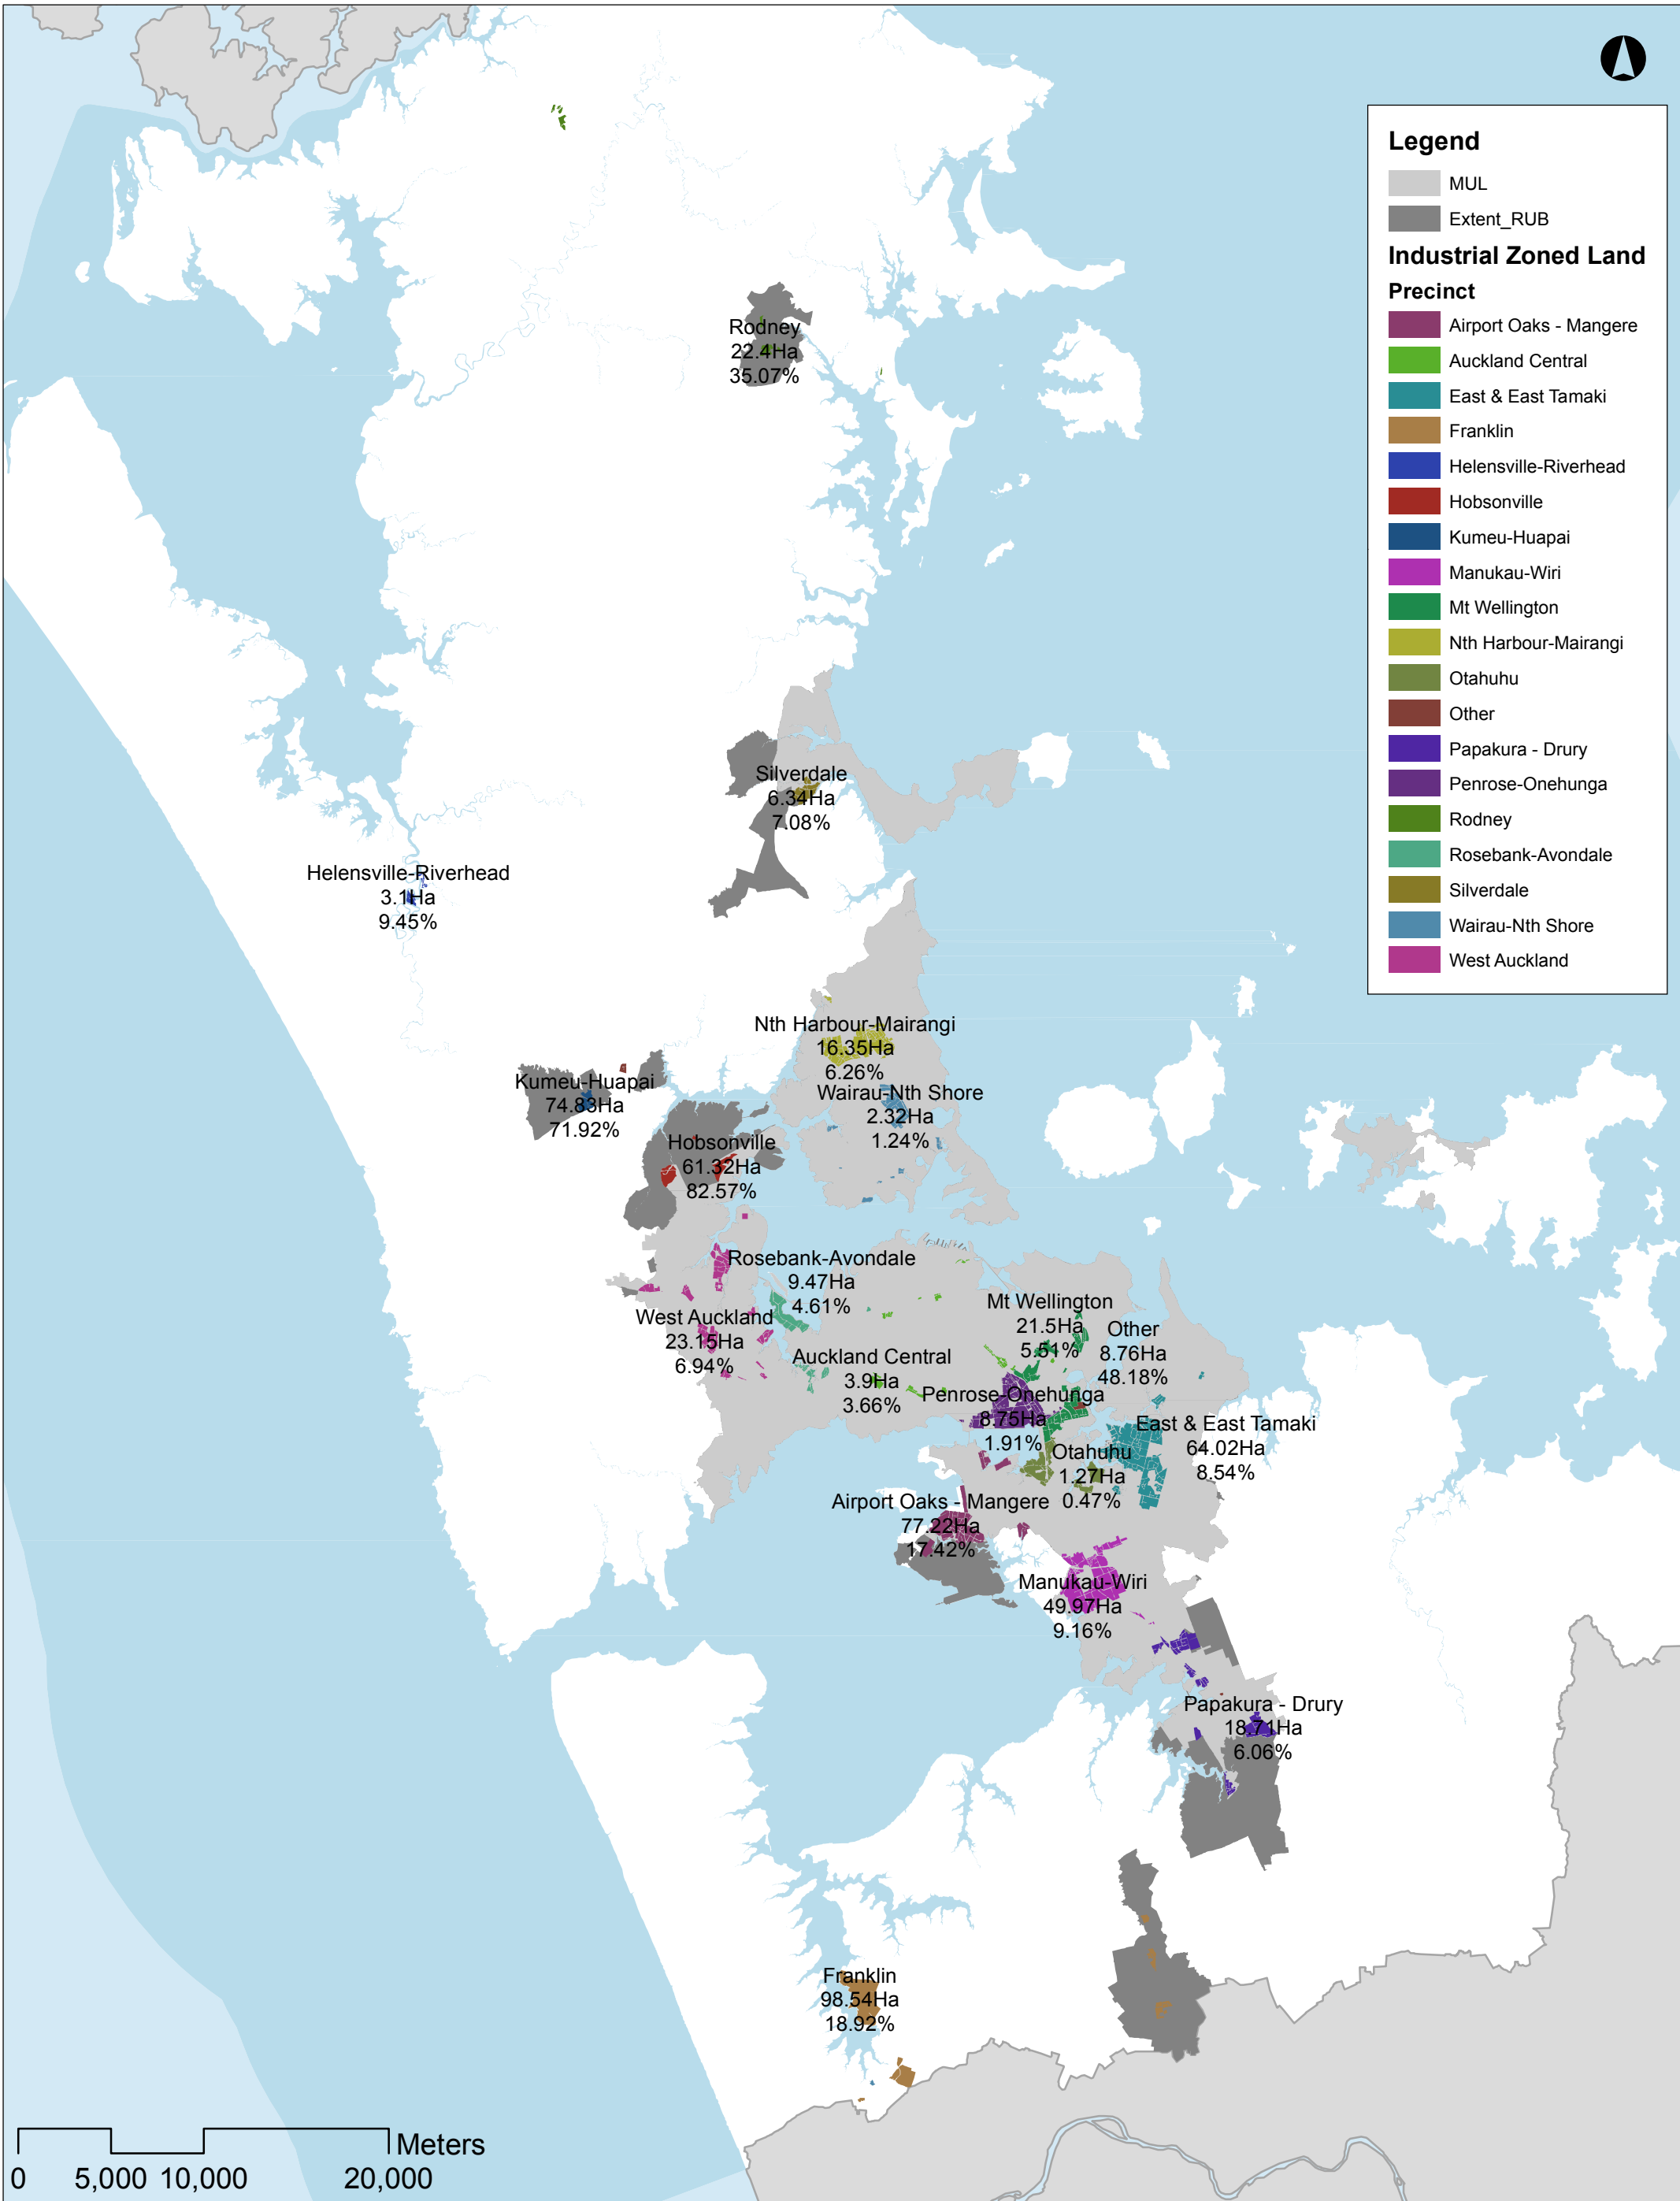 Legend
MUL
Extent_RUB
Industrial Zoned Land
Precinct
Airport Oaks - Mangere
Auckland Central
East & East Tamaki
Franklin
Helensville-Riverhead
Hobsonville
Kumeu-Huapai
Manukau-Wiri
Mt Wellington
Nth Harbour-Mairangi
Otahuhu
Other
Papakura - Drury
Penrose-Onehunga
Rodney
Rosebank-Avondale
Silverdale
Wairau-Nth Shore
West Auckland
Rodney
22.4Ha
35.07%
Silverdale
6.34Ha
7.08%
Helensville-Riverhead
3.1Ha
9.45%
Nth Harbour-Mairangi
16.35Ha
6.26%
Kumeu-Huapai
74.83Ha
71.92%
Wairau-Nth Shore
2.32Ha
1.24%
Hobsonville
61.32Ha
82.57%
Rosebank-Avondale
9.47Ha
4.61%
Mt Wellington
21.5Ha
5.51%
West Auckland
23.15Ha
6.94%
Other
8.76Ha
48.18%
Auckland Central
3.9Ha
3.66%
Penrose-Onehunga
8.75Ha
1.91%
East & East Tamaki
64.02Ha
8.54%
Otahuhu
1.27Ha
0.47%
Airport Oaks - Mangere
77.22Ha
17.42%
Manukau-Wiri
49.97Ha
9.16%
Papakura - Drury
18.71Ha
6.06%
Franklin
98.54Ha
18.92%
Meters
0 5,000 10,000 20,000